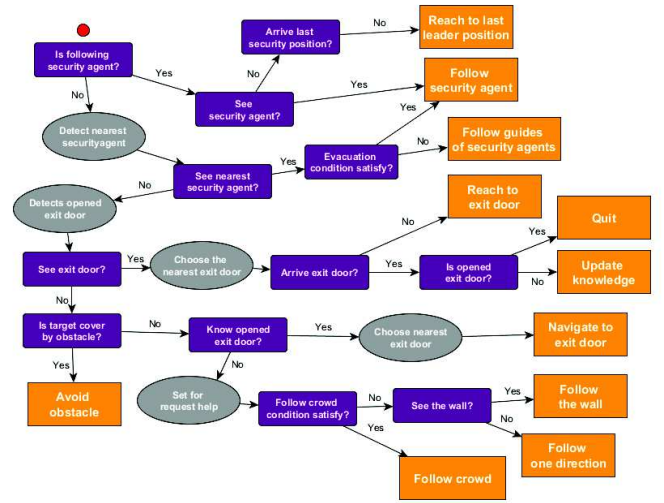 Is following
security agent?
Yes
No
Arrive last
security position?
No
Reach to last
leader position
No
See
security agent?
Yes
Follow
security agent
Detect nearest
securityagent
See nearest
security agent?
Yes
No
Evacuation
condition satisfy?
Yes
No
Follow guides
of security agents
Detects opened
exit door
See exit door?
Yes
No
Choose the
nearest exit door
Arrive exit door?
No
Reach to
exit door
Yes
Is opened
exit door?
Yes
Quit
No
Update
knowledge
Is target cover
by obstacle?
No
Yes
Avoid
obstacle
Know opened
exit door?
Yes
No
Choose nearest
exit door
Navigate to
exit door
Set for
request help
Follow crowd
condition satisfy?
No
Yes
See the wall?
Yes
Follow
the wall
No
Follow
one direction
Follow crowd